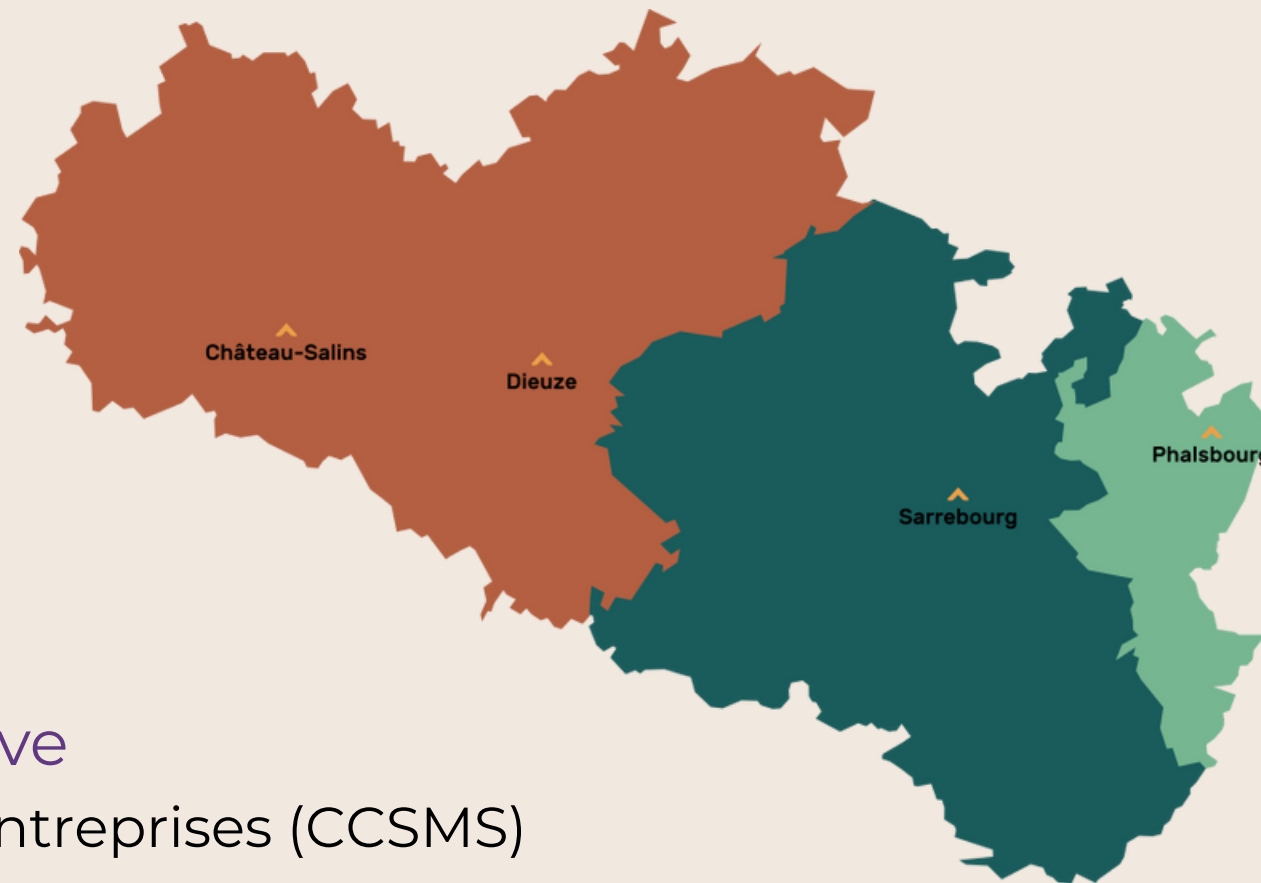 Château-Salins
Dieuze
Phalsbourg
Sarrebourg
ve
ntreprises (CCSMS)